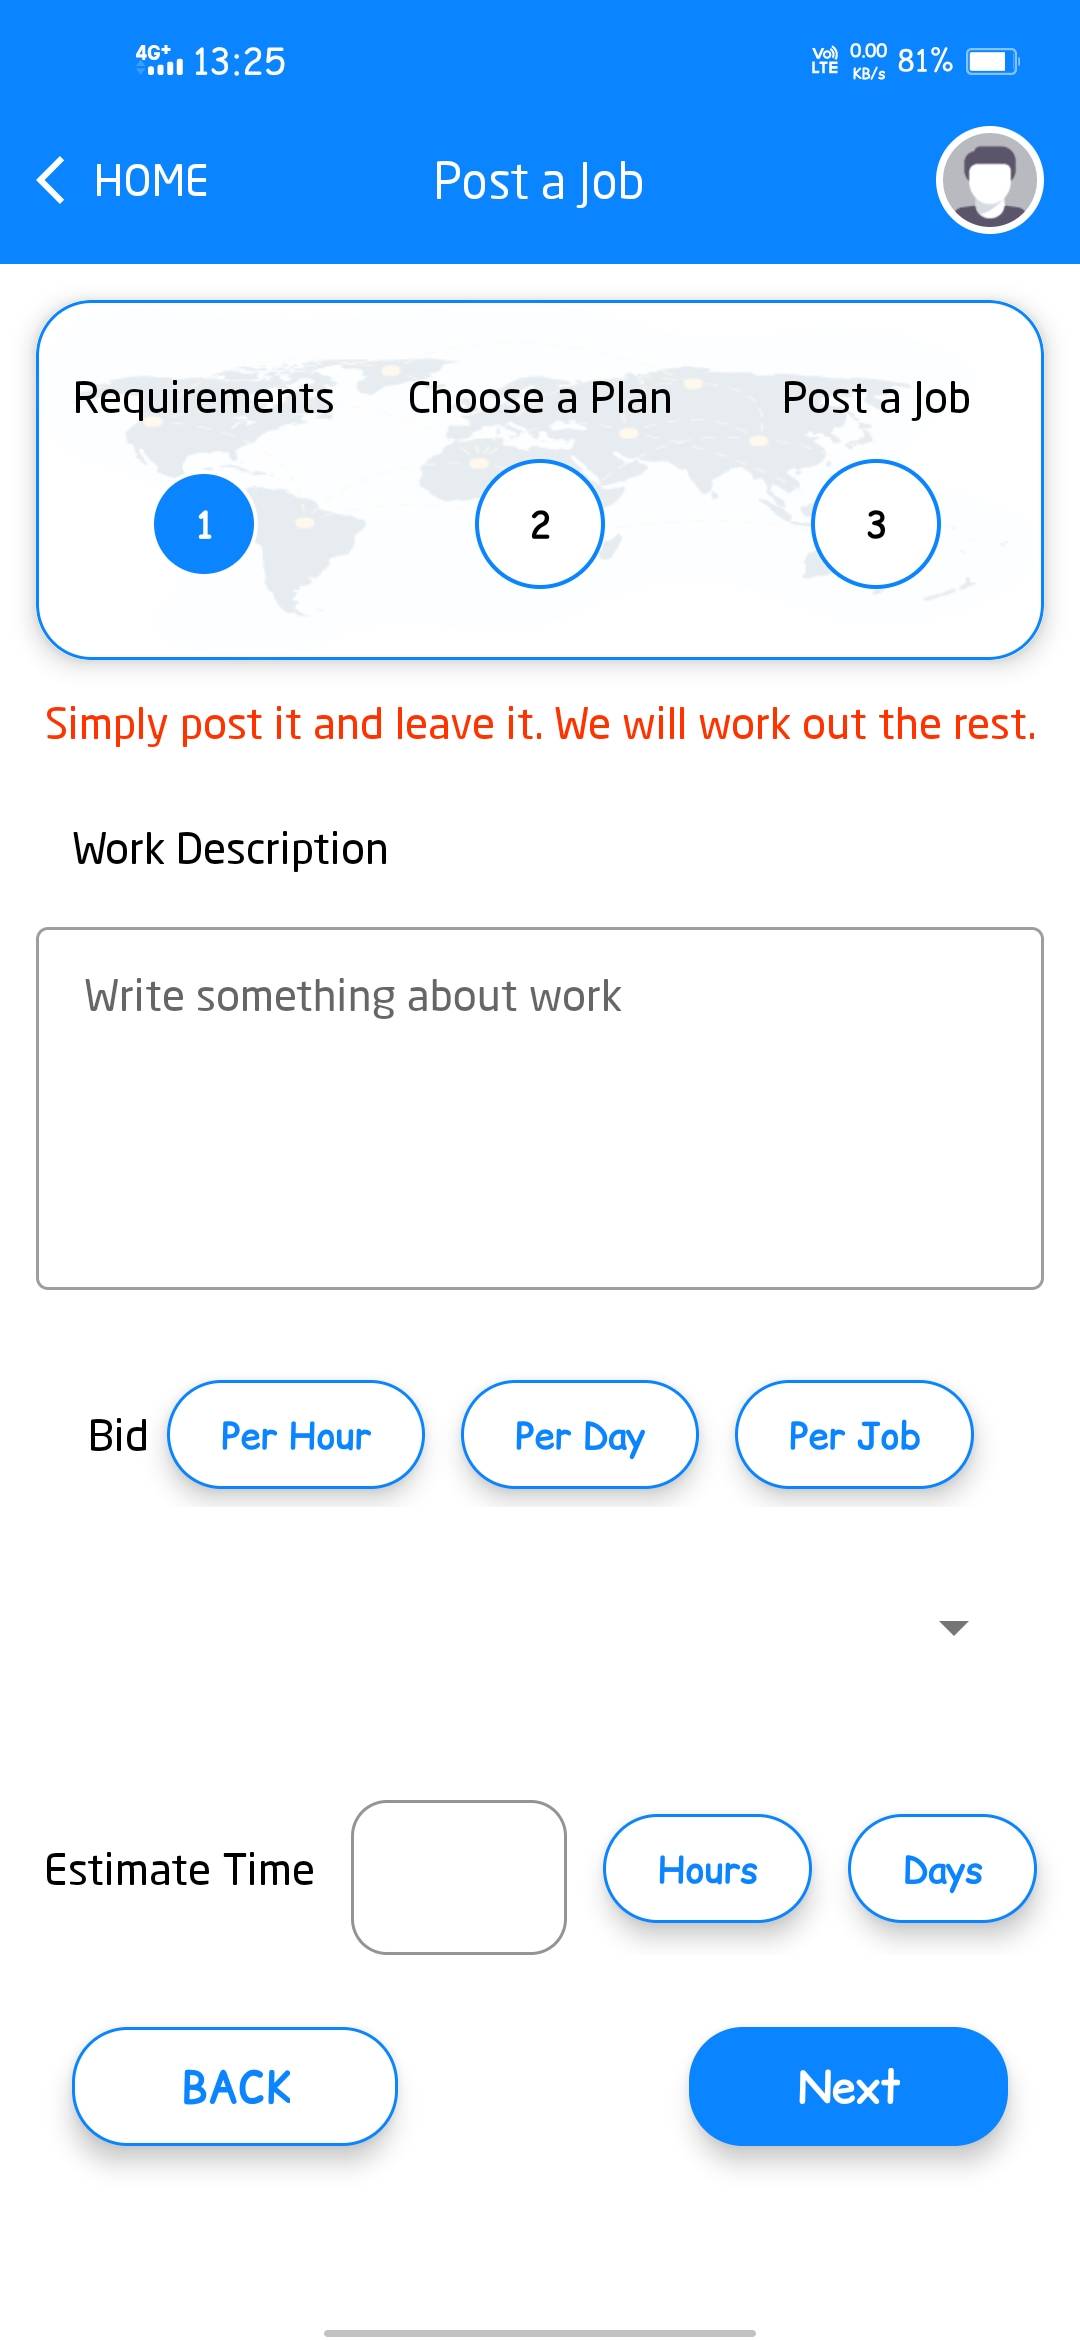 4G+ 13:25 Vo)) LTE 0.00 KB/s 81%
HOME Post a Job
Requirements Choose a Plan Post a Job
1 2 3
Simply post it and leave it. We will work out the rest.
Work Description
Write something about work
Bid Per Hour Per Day Per Job
Estimate Time Hours Days
BACK Next